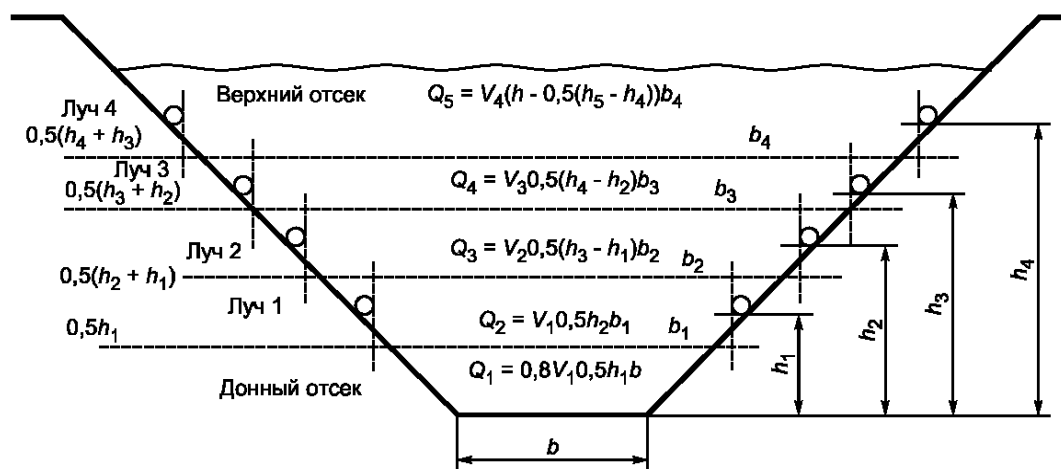 Верхний отсек Q₅ = V₄(h - 0,5(h₅ - h₄))b₄
Луч 4
0,5(h₄ + h₃)
b₄
Луч 3
0,5(h₃ + h₂)
Q₄ = V₃0,5(h₄ - h₂)b₃
b₃
Луч 2
Q₃ = V₂0,5(h₃ - h₁)b₂
b₂
0,5(h₂ + h₁)
Луч 1
0,5h₁
Q₂ = V₁0,5h₂b₁
b₁
Донный отсек
Q₁ = 0,8V₁0,5h₁b
h₁
h₂
h₃
h₄
b